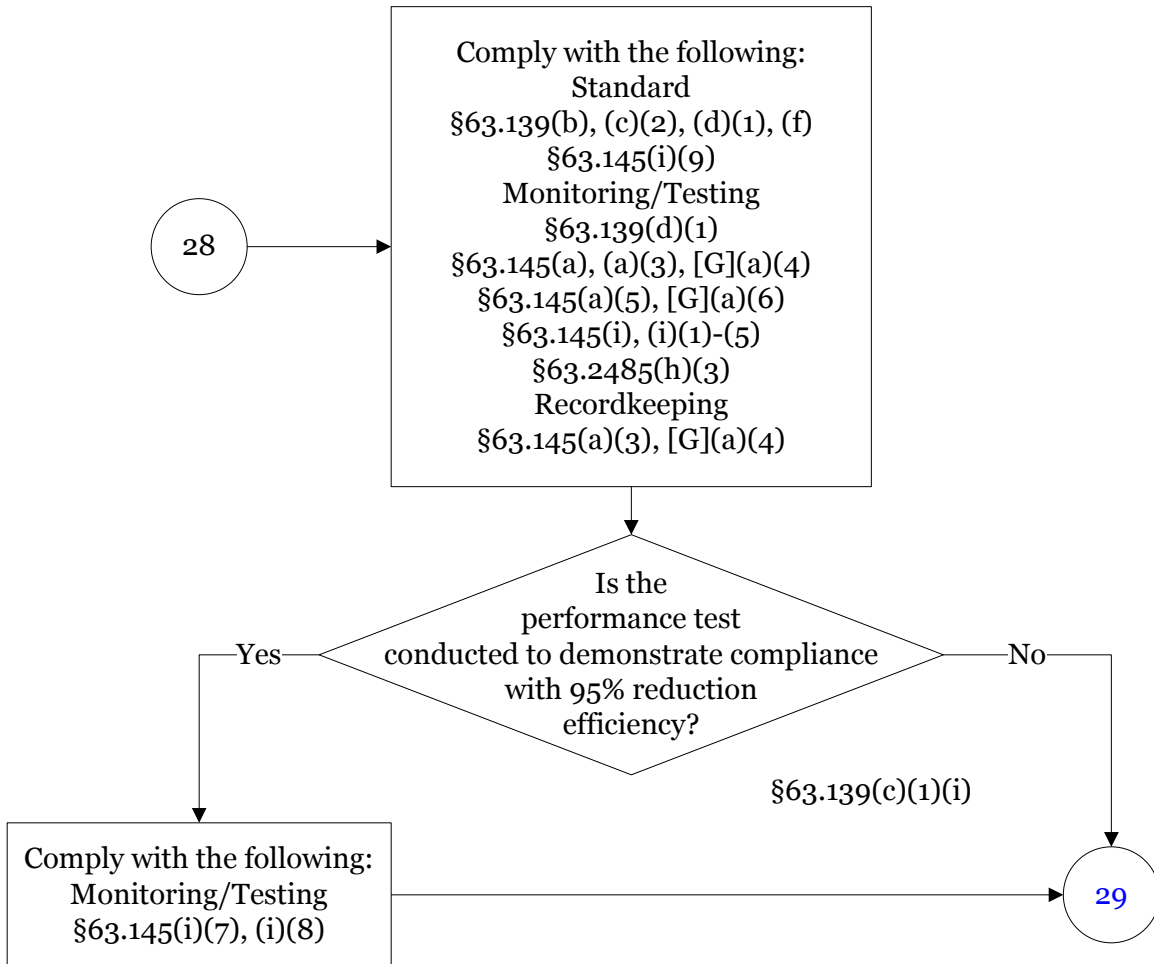 Comply with the following:
Standard
§63.139(b), (c)(2), (d)(1), (f)
§63.145(i)(9)
Monitoring/Testing
§63.139(d)(1)
§63.145(a), (a)(3), [G](a)(4)
§63.145(a)(5), [G](a)(6)
§63.145(i), (i)(1)-(5)
§63.2485(h)(3)
Recordkeeping
§63.145(a)(3), [G](a)(4)
28
Is the
performance test
conducted to demonstrate compliance
with 95% reduction
efficiency?
Yes
No
§63.139(c)(1)(i)
Comply with the following:
Monitoring/Testing
§63.145(i)(7), (i)(8)
29